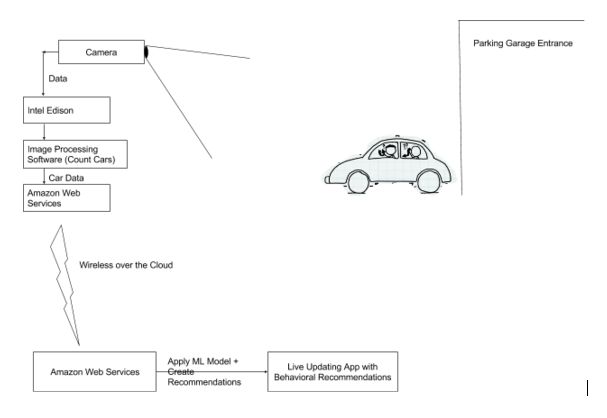 Camera
Parking Garage Entrance
Data
Intel Edison
Image Processing
Software (Count Cars)
Car Data
Amazon Web
Services
Wireless over the Cloud
Amazon Web Services
Apply ML Model +
Create
Recommendations
Live Updating App with
Behavioral Recommendations